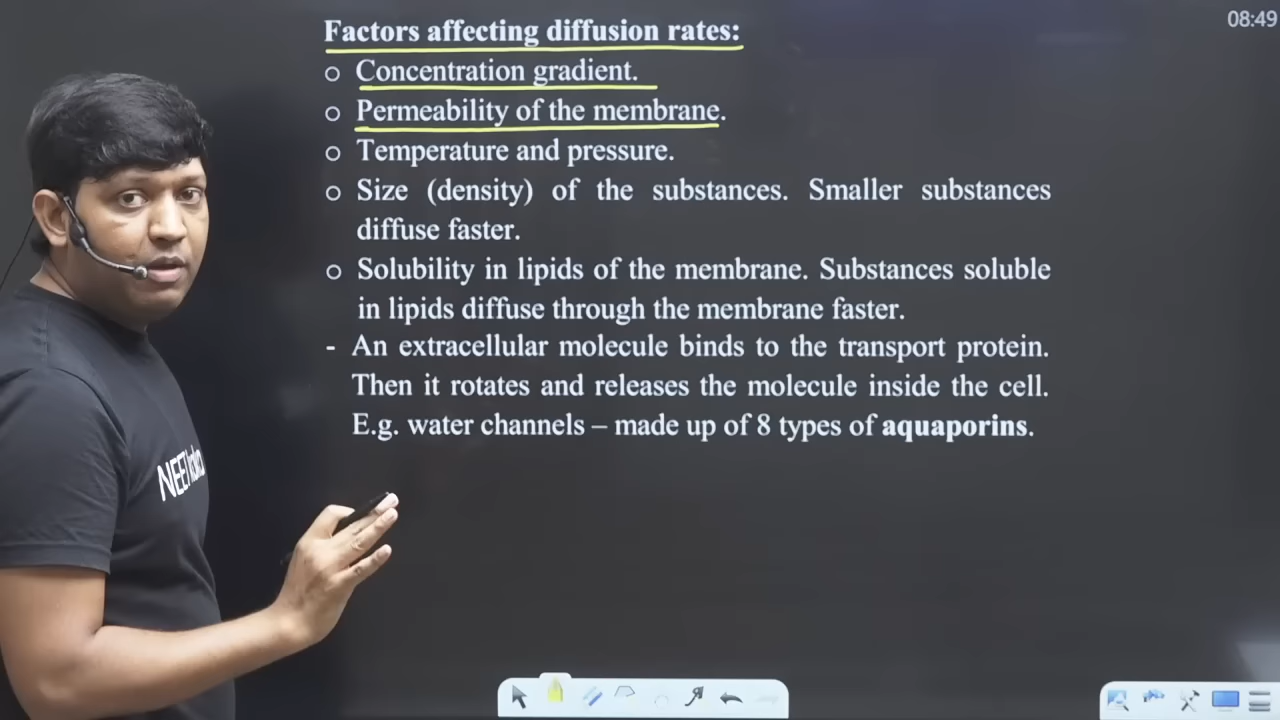 08:49
Factors affecting diffusion rates:
○ Concentration gradient.
○ Permeability of the membrane.
○ Temperature and pressure.
○ Size (density) of the substances. Smaller substances
diffuse faster.
○ Solubility in lipids of the membrane. Substances soluble
in lipids diffuse through the membrane faster.
- An extracellular molecule binds to the transport protein.
Then it rotates and releases the molecule inside the cell.
E.g. water channels – made up of 8 types of aquaporins.
NEET